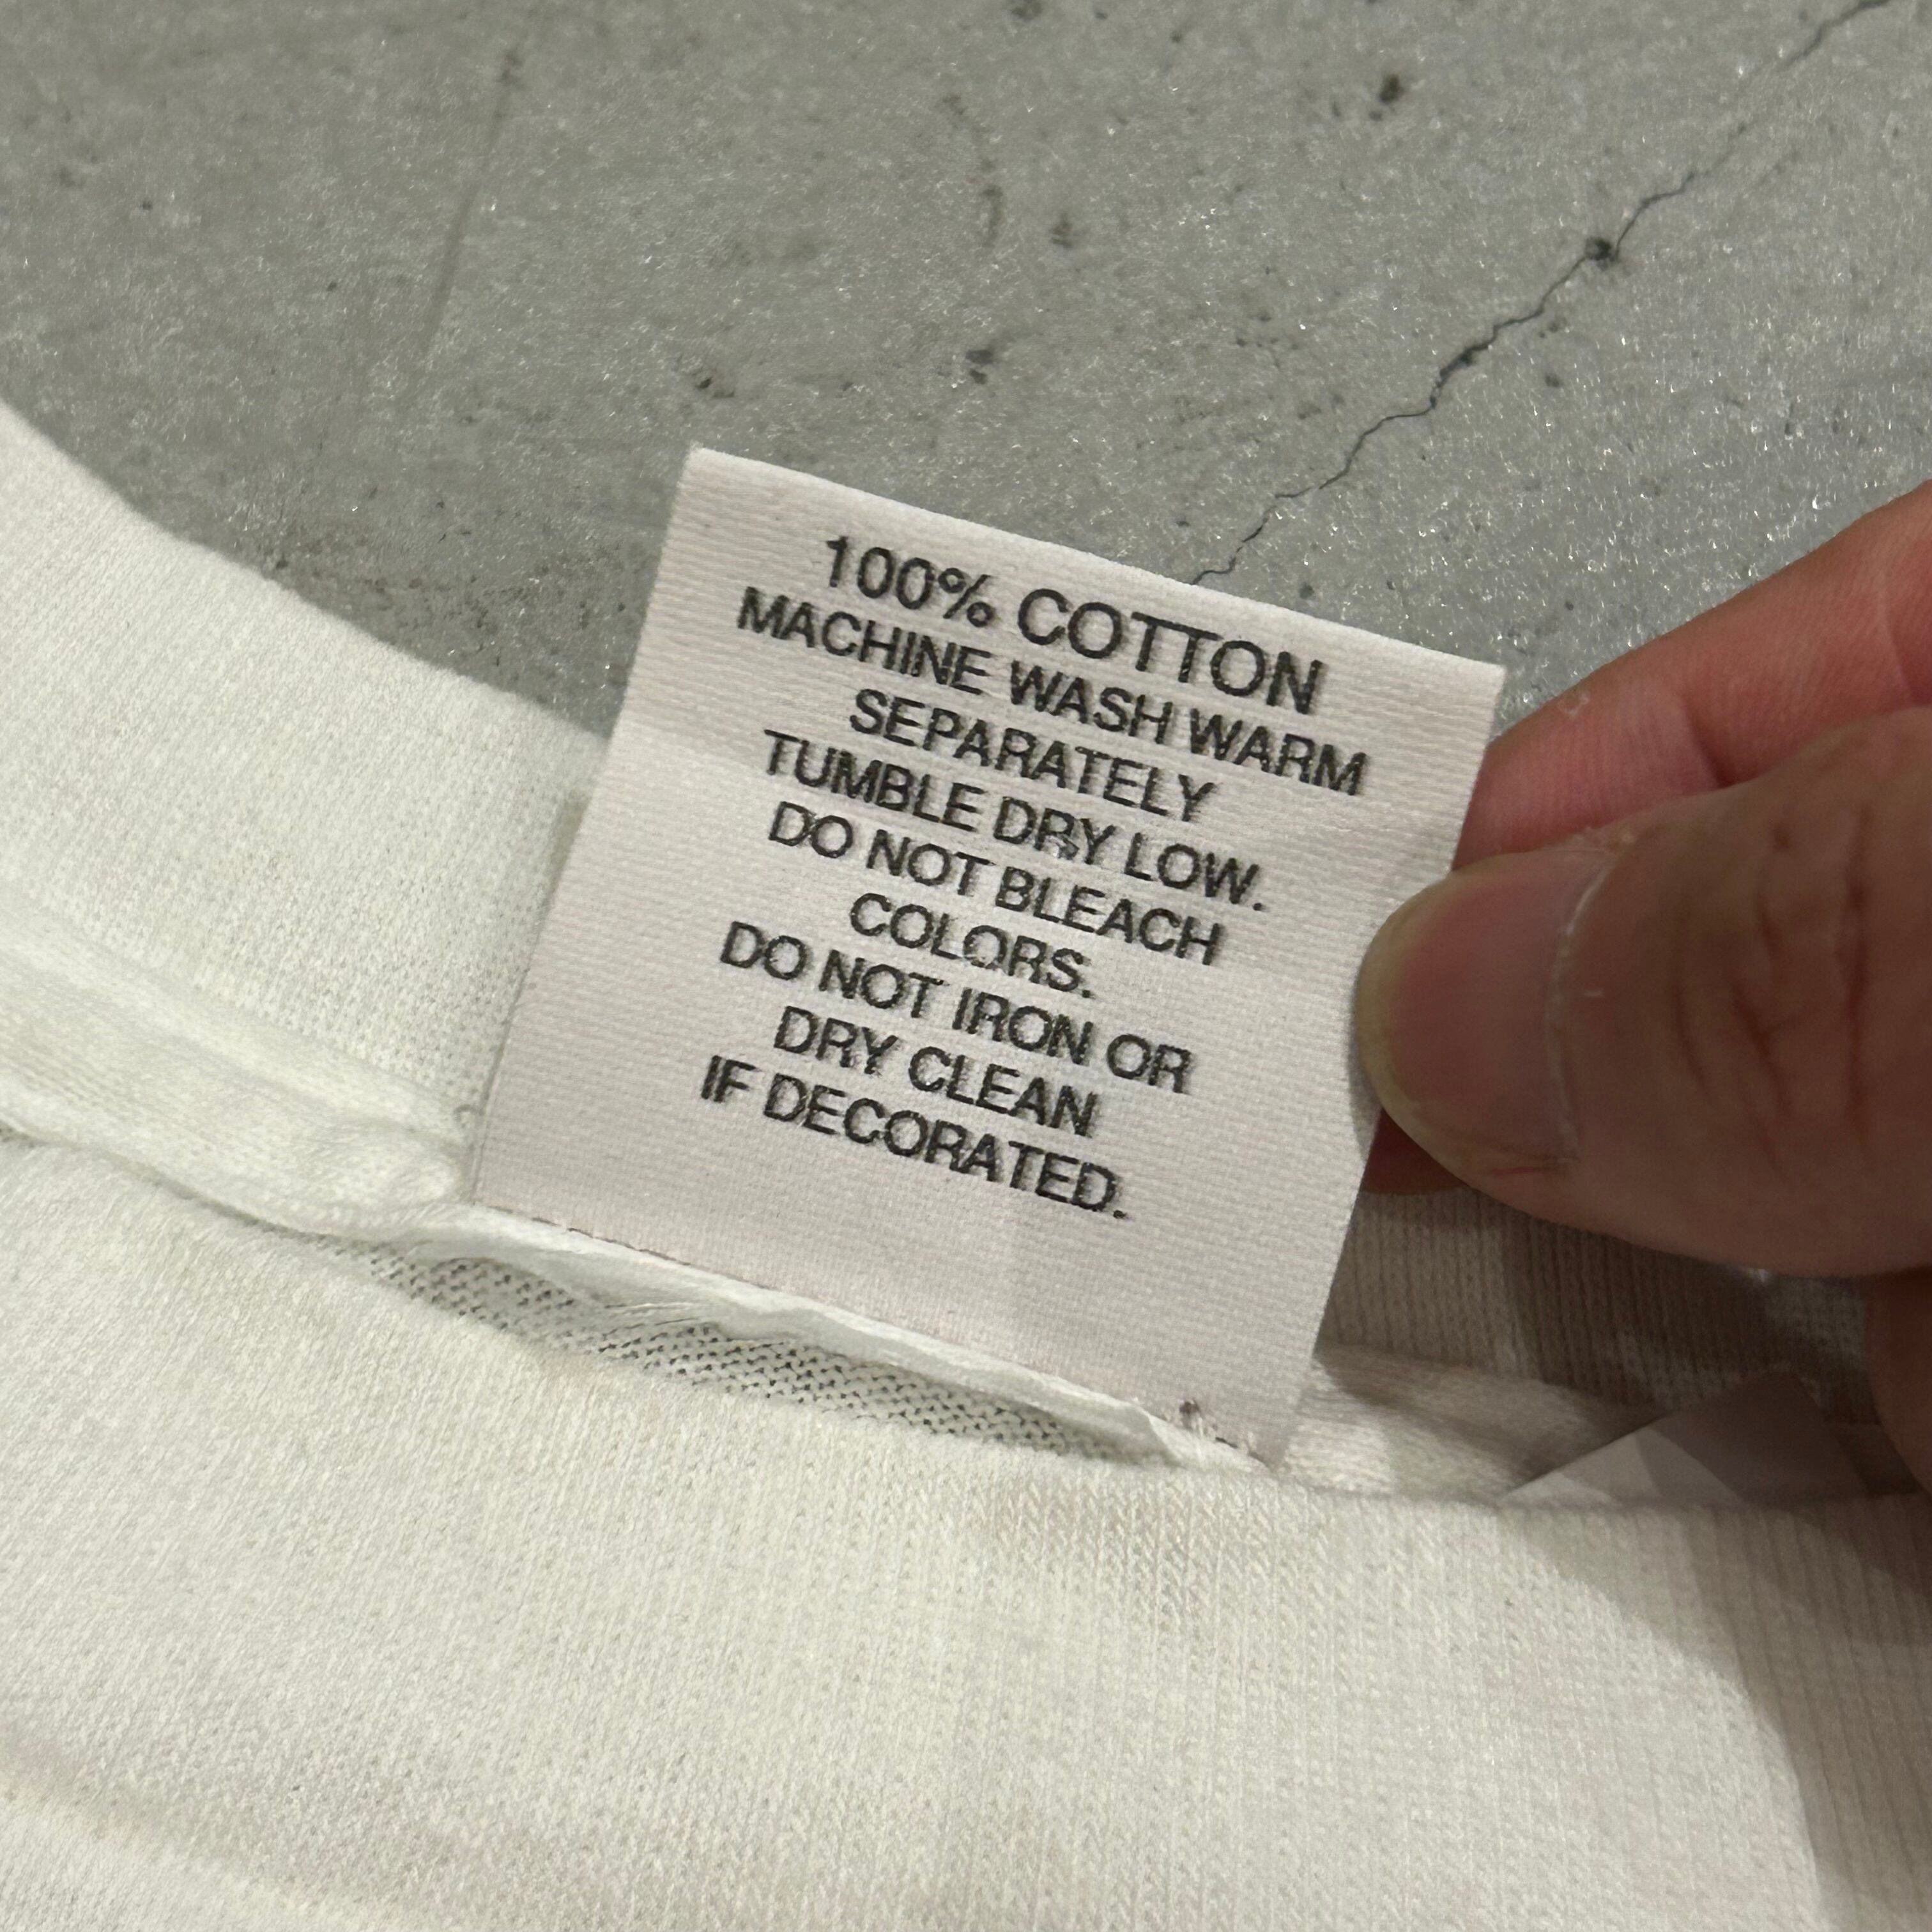 100% COTTON
MACHINE WASH WARM
SEPARATELY
TUMBLE DRY LOW.
DO NOT BLEACH
COLORS.
DO NOT IRON OR
DRY CLEAN
IF DECORATED.